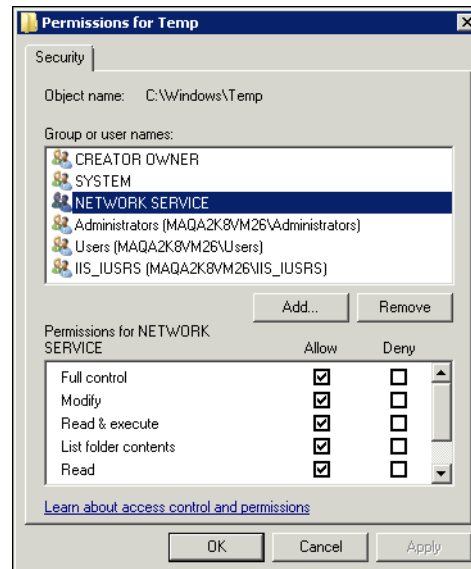 Permissions for Temp
Security
Object name: C:\Windows\Temp
Group or user names:
CREATOR OWNER
SYSTEM
NETWORK SERVICE
Administrators (MAQA2K8VM26\Administrators)
Users (MAQA2K8VM26\Users)
IIS_IUSRS (MAQA2K8VM26\IIS_IUSRS)
Add... Remove
Permissions for NETWORK
SERVICE Allow Deny
Full control
Modify
Read & execute
List folder contents
Read
Learn about access control and permissions
OK Cancel Apply